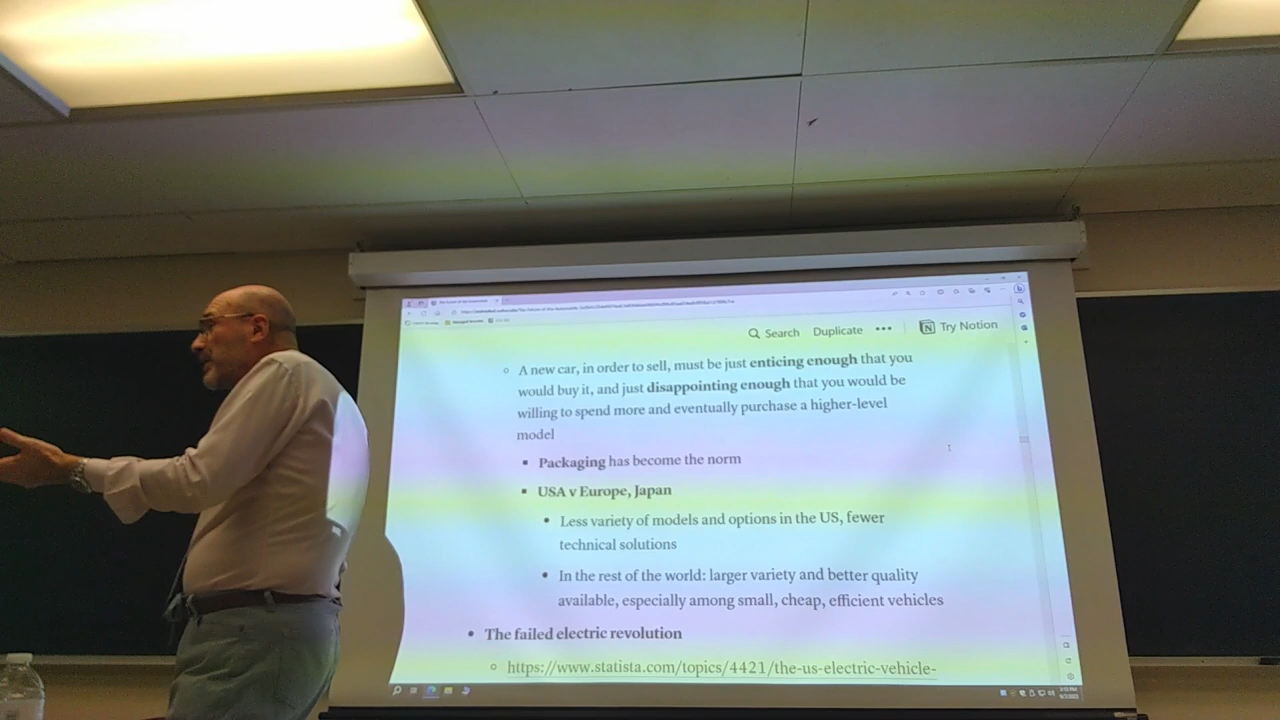 Search Duplicate ••• Try Notion
A new car, in order to sell, must be just enticing enough that you
would buy it, and just disappointing enough that you would be
willing to spend more and eventually purchase a higher-level
model
Packaging has become the norm
USA v Europe, Japan
Less variety of models and options in the US, fewer
technical solutions
In the rest of the world: larger variety and better quality
available, especially among small, cheap, efficient vehicles
The failed electric revolution
https://www.statista.com/topics/4421/the-us-electric-vehicle-